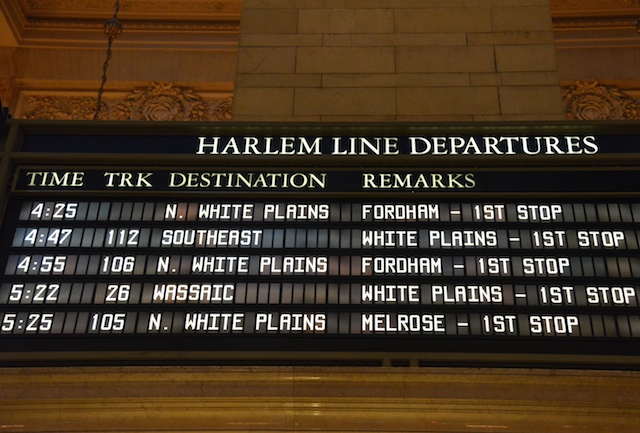 HARLEM LINE DEPARTURES
TIME TRK DESTINATION REMARKS
4:25 N. WHITE PLAINS FORDHAM - 1ST STOP
4:47 112 SOUTHEAST WHITE PLAINS - 1ST STOP
4:55 106 N. WHITE PLAINS FORDHAM - 1ST STOP
5:22 26 WASSAIC WHITE PLAINS - 1ST STOP
5:25 105 N. WHITE PLAINS MELROSE - 1ST STOP